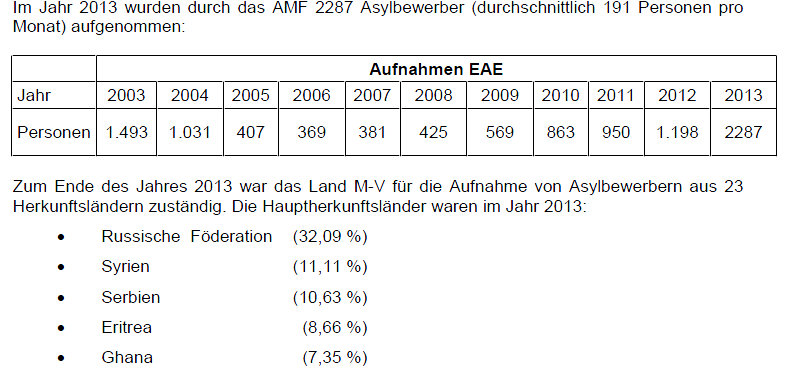 Im Jahr 2013 wurden durch das AMF 2287 Asylbewerber (durchschnittlich 191 Personen pro
Monat) aufgenommen:
Aufnahmen EAE
Jahr 2003 2004 2005 2006 2007 2008 2009 2010 2011 2012 2013
Personen 1.493 1.031 407 369 381 425 569 863 950 1.198 2287
Zum Ende des Jahres 2013 war das Land M-V für die Aufnahme von Asylbewerbern aus 23
Herkunftsländern zuständig. Die Hauptherkunftsländer waren im Jahr 2013:
• Russische Föderation (32,09 %)
• Syrien (11,11 %)
• Serbien (10,63 %)
• Eritrea (8,66 %)
• Ghana (7,35 %)